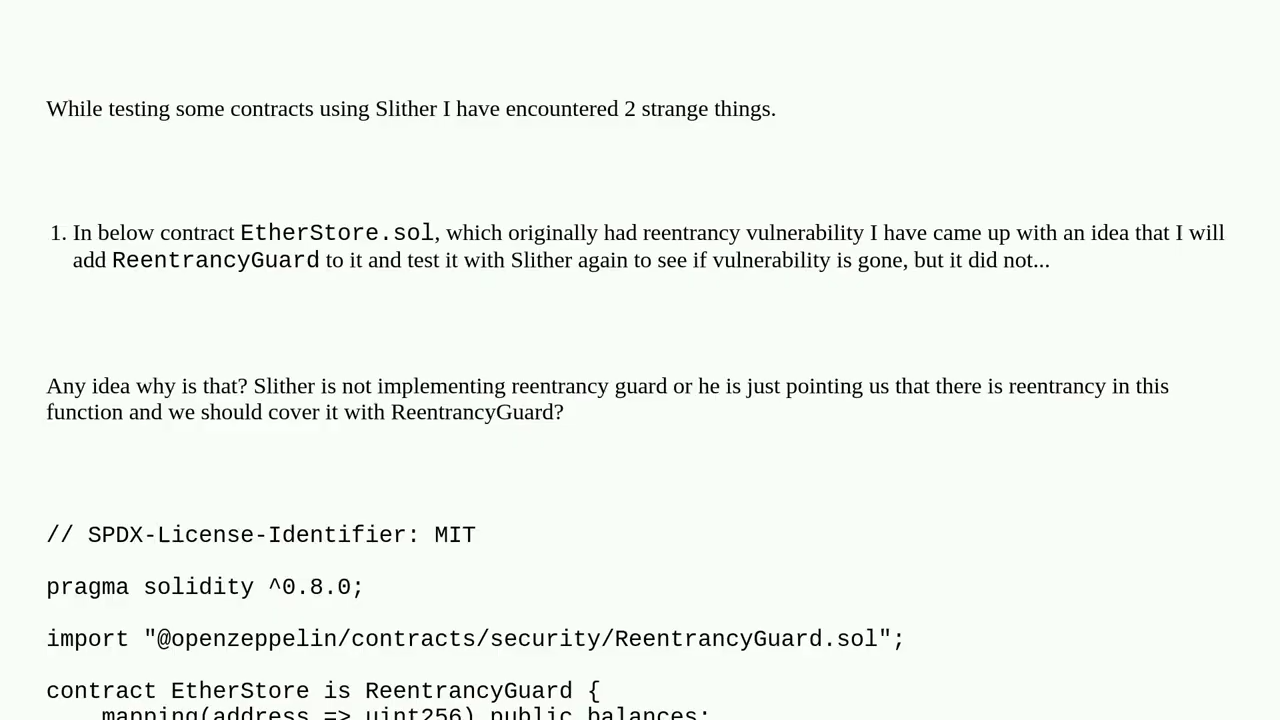 While testing some contracts using Slither I have encountered 2 strange things.
1. In below contract EtherStore.sol, which originally had reentrancy vulnerability I have came up with an idea that I will
add ReentrancyGuard to it and test it with Slither again to see if vulnerability is gone, but it did not...
Any idea why is that? Slither is not implementing reentrancy guard or he is just pointing us that there is reentrancy in this
function and we should cover it with ReentrancyGuard?
// SPDX-License-Identifier: MIT
pragma solidity ^0.8.0;
import "@openzeppelin/contracts/security/ReentrancyGuard.sol";
contract EtherStore is ReentrancyGuard {
mapping(address => uint256) public balances;